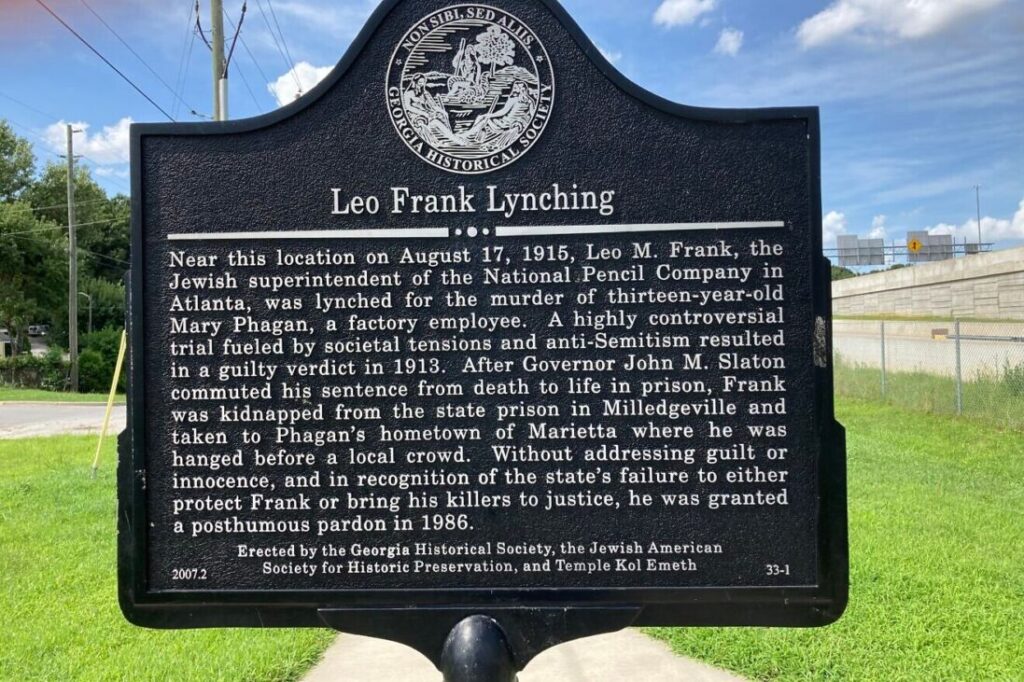 NON SIBI, SED ALIIS.
GEORGIA HISTORICAL SOCIETY
Leo Frank Lynching
Near this location on August 17, 1915, Leo M. Frank, the
Jewish superintendent of the National Pencil Company in
Atlanta, was lynched for the murder of thirteen-year-old
Mary Phagan, a factory employee. A highly controversial
trial fueled by societal tensions and anti-Semitism resulted
in a guilty verdict in 1913. After Governor John M. Slaton
commuted his sentence from death to life in prison, Frank
was kidnapped from the state prison in Milledgeville and
taken to Phagan's hometown of Marietta where he was
hanged before a local crowd. Without addressing guilt or
innocence, and in recognition of the state's failure to either
protect Frank or bring his killers to justice, he was granted
a posthumous pardon in 1986.
Erected by the Georgia Historical Society, the Jewish American
Society for Historic Preservation, and Temple Kol Emeth
2007.2
33-1